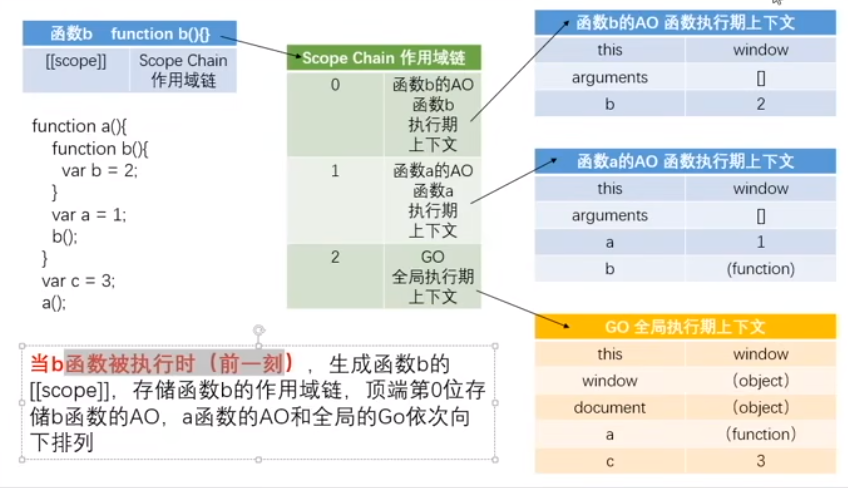 函数b function b(){}
[[scope]] Scope Chain
作用域链
function a(){
function b(){
var b = 2;
}
var a = 1;
b();
}
var c = 3;
a();
当b函数被执行时（前一刻），生成函数b的
[[scope]]，存储函数b的作用域链，顶端第0位存
储b函数的AO，a函数的AO和全局的Go依次向
下排列
Scope Chain 作用域链
0 函数b的AO
函数b
执行期
上下文
1 函数a的AO
函数a
执行期
上下文
2 GO
全局执行期
上下文
函数b的AO 函数执行期上下文
this window
arguments []
b 2
函数a的AO 函数执行期上下文
this window
arguments []
a 1
b (function)
GO 全局执行期上下文
this window
window （object）
document （object）
a （function）
c 3